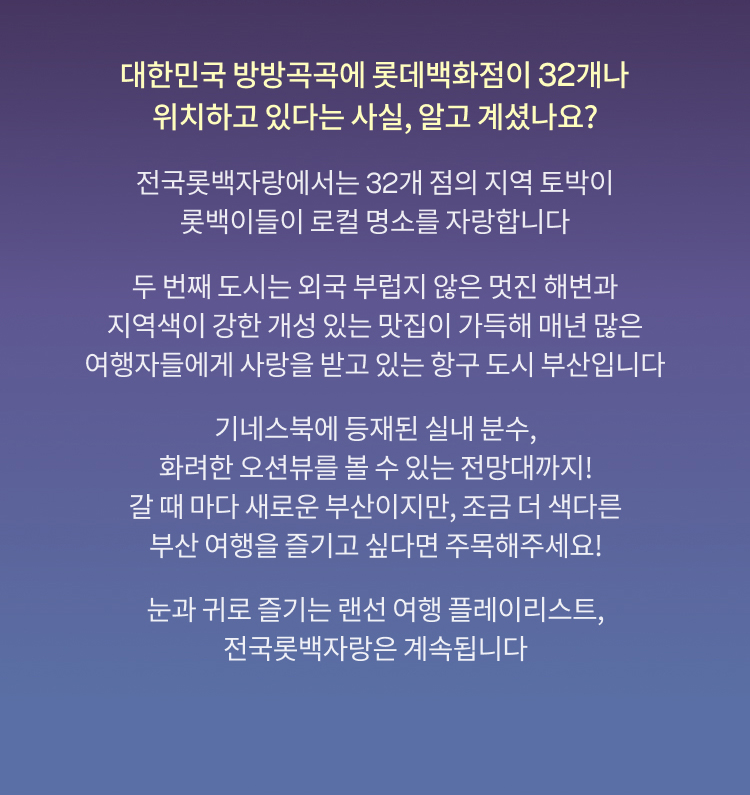 대한민국 방방곡곡에 롯데백화점이 32개나
위치하고 있다는 사실, 알고 계셨나요?
전국롯백자랑에서는 32개 점의 지역 토박이
롯백이들이 로컬 명소를 자랑합니다
두 번째 도시는 외국 부럽지 않은 멋진 해변과
지역색이 강한 개성 있는 맛집이 가득해 매년 많은
여행자들에게 사랑을 받고 있는 항구 도시 부산입니다
기네스북에 등재된 실내 분수,
화려한 오션뷰를 볼 수 있는 전망대까지!
갈 때 마다 새로운 부산이지만, 조금 더 색다른
부산 여행을 즐기고 싶다면 주목해주세요!
눈과 귀로 즐기는 랜선 여행 플레이리스트,
전국롯백자랑은 계속됩니다